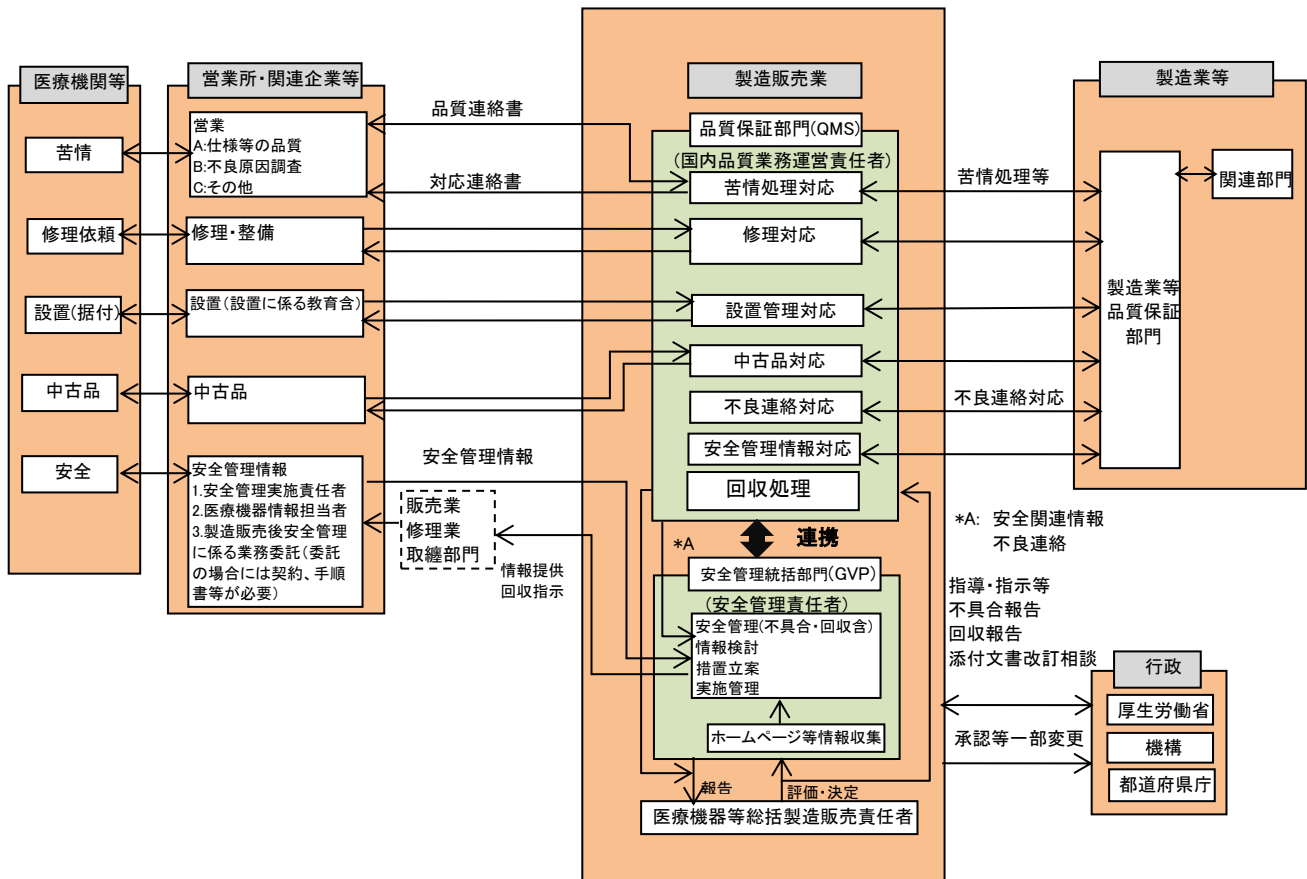 医療機関等
苦情
修理依頼
設置(据付)
中古品
安全
営業所・関連企業等
営業
A:仕様等の品質
B:不良原因調査
C:その他
修理・整備
設置(設置に係る教育含)
中古品
安全管理情報
1.安全管理実施責任者
2.医療機器情報担当者
3.製造販売後安全管理
に係る業務委託(委託
の場合には契約、手順
書等が必要)
品質連絡書
対応連絡書
安全管理情報
販売業
修理業
取纏部門
情報提供
回収指示
製造販売業
品質保証部門(QMS)
(国内品質業務運営責任者)
苦情処理対応
修理対応
設置管理対応
中古品対応
不良連絡対応
安全管理情報対応
回収処理
*A
連携
安全管理統括部門(GVP)
(安全管理責任者)
安全管理(不具合・回収含)
情報検討
措置立案
実施管理
ホームページ等情報収集
報告
評価・決定
医療機器等総括製造販売責任者
苦情処理等
不良連絡対応
製造業等
製造業等
品質保証
部門
関連部門
*A: 安全関連情報
不良連絡
指導・指示等
不具合報告
回収報告
添付文書改訂相談
承認等一部変更
行政
厚生労働省
機構
都道府県庁